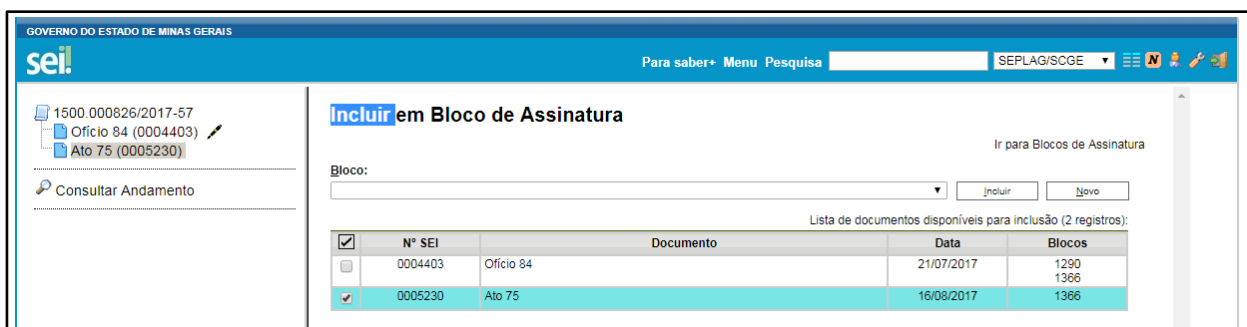 GOVERNO DO ESTADO DE MINAS GERAIS
sei!
Para saber+ Menu Pesquisa SEPLAG/SCGE N
1500.000826/2017-57
Ofício 84 (0004403)
Ato 75 (0005230)
Consultar Andamento
Incluir em Bloco de Assinatura
Ir para Blocos de Assinatura
Bloco:
Incluir Novo
Lista de documentos disponíveis para inclusão (2 registros):
Nº SEI Documento Data Blocos
0004403 Ofício 84 21/07/2017 1290
1366
0005230 Ato 75 16/08/2017 1366